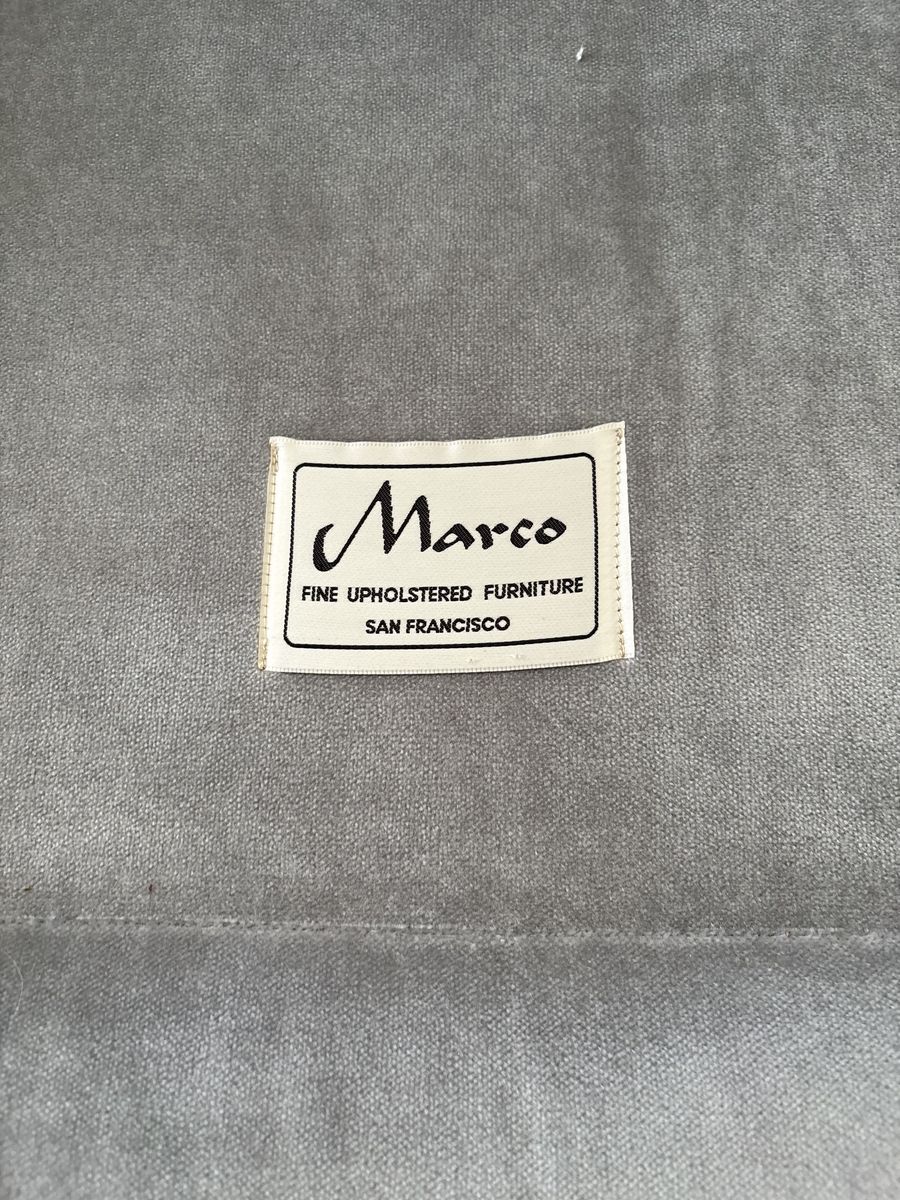 Marco
FINE UPHOLSTERED FURNITURE
SAN FRANCISCO